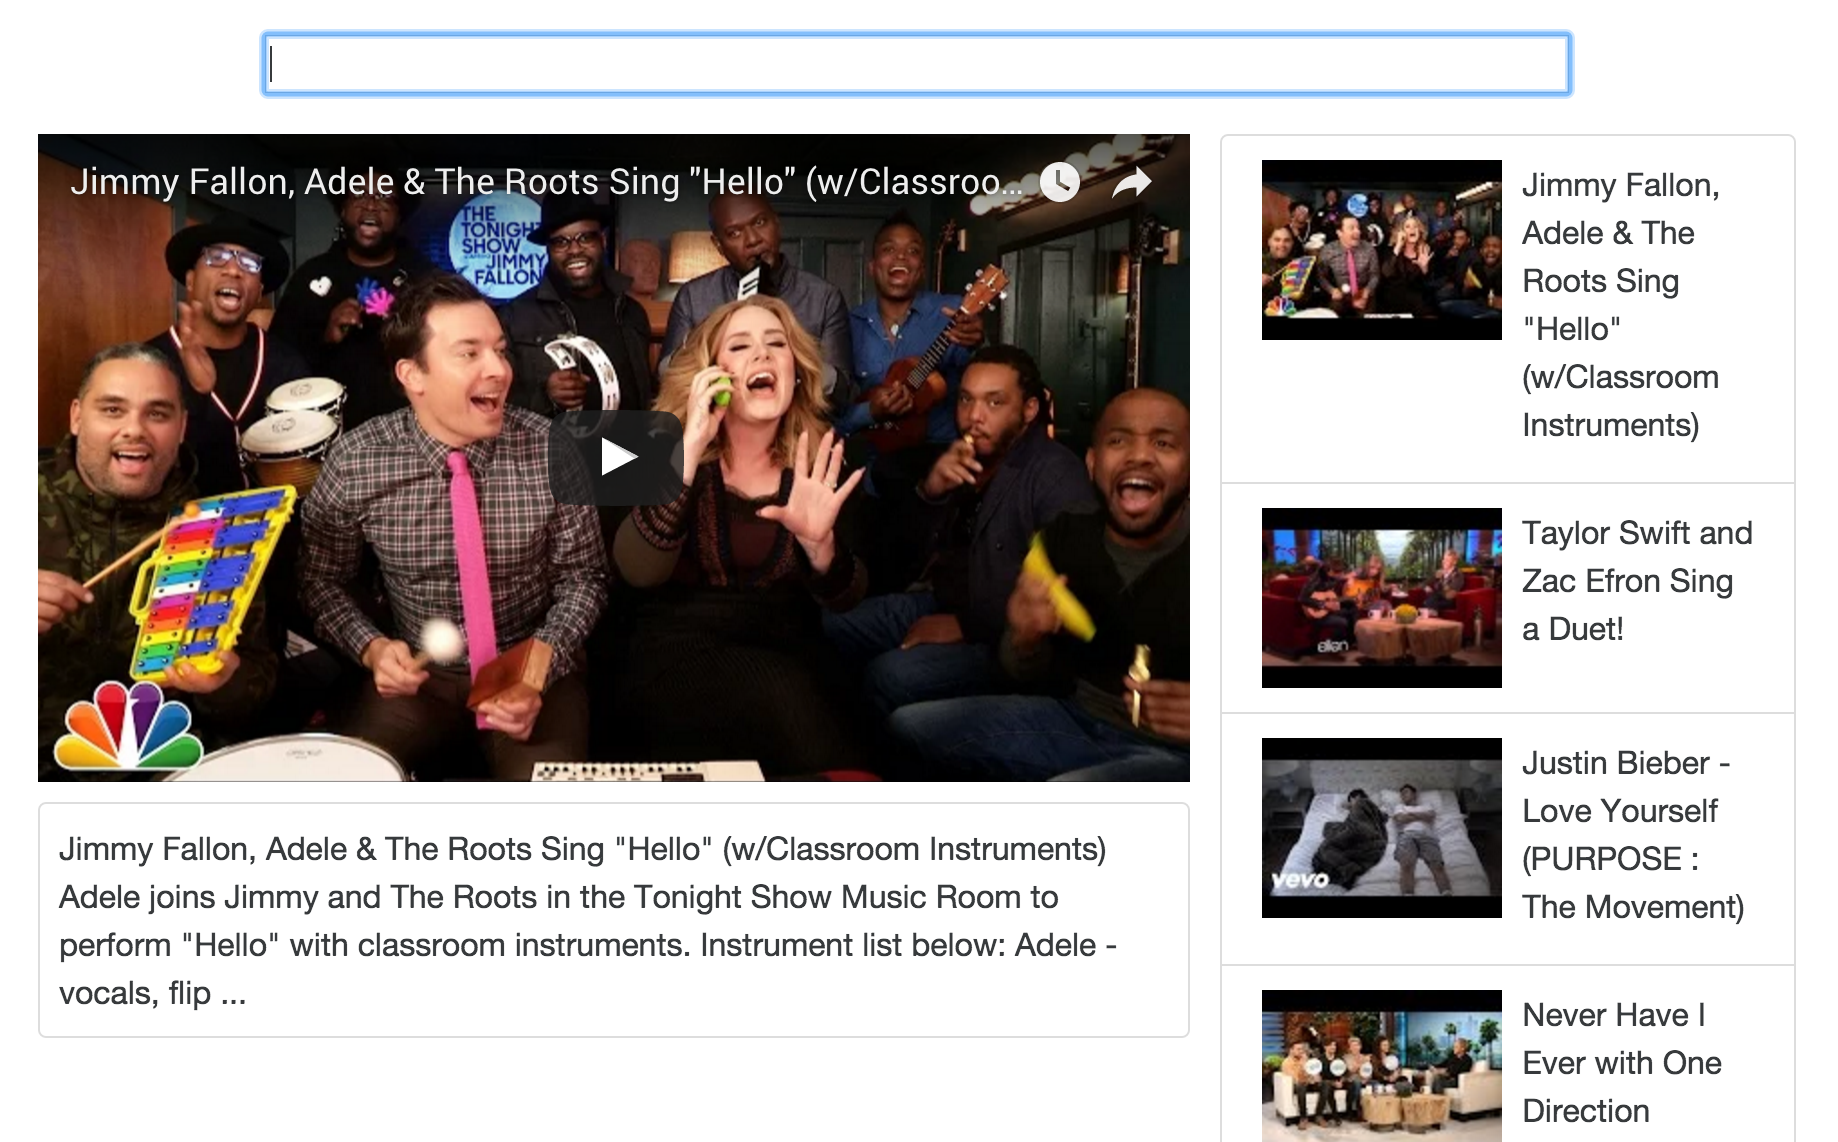 Jimmy Fallon, Adele & The Roots Sing "Hello" (w/Classroo...
THE
TONIGHT
SHOW
JIMMY
FALLON
Jimmy Fallon, Adele & The Roots Sing "Hello" (w/Classroom Instruments)
Adele joins Jimmy and The Roots in the Tonight Show Music Room to
perform "Hello" with classroom instruments. Instrument list below: Adele -
vocals, flip ...
Jimmy Fallon,
Adele & The
Roots Sing
"Hello"
(w/Classroom
Instruments)
ellen
Taylor Swift and
Zac Efron Sing
a Duet!
vevo
Justin Bieber -
Love Yourself
(PURPOSE :
The Movement)
Never Have I
Ever with One
Direction